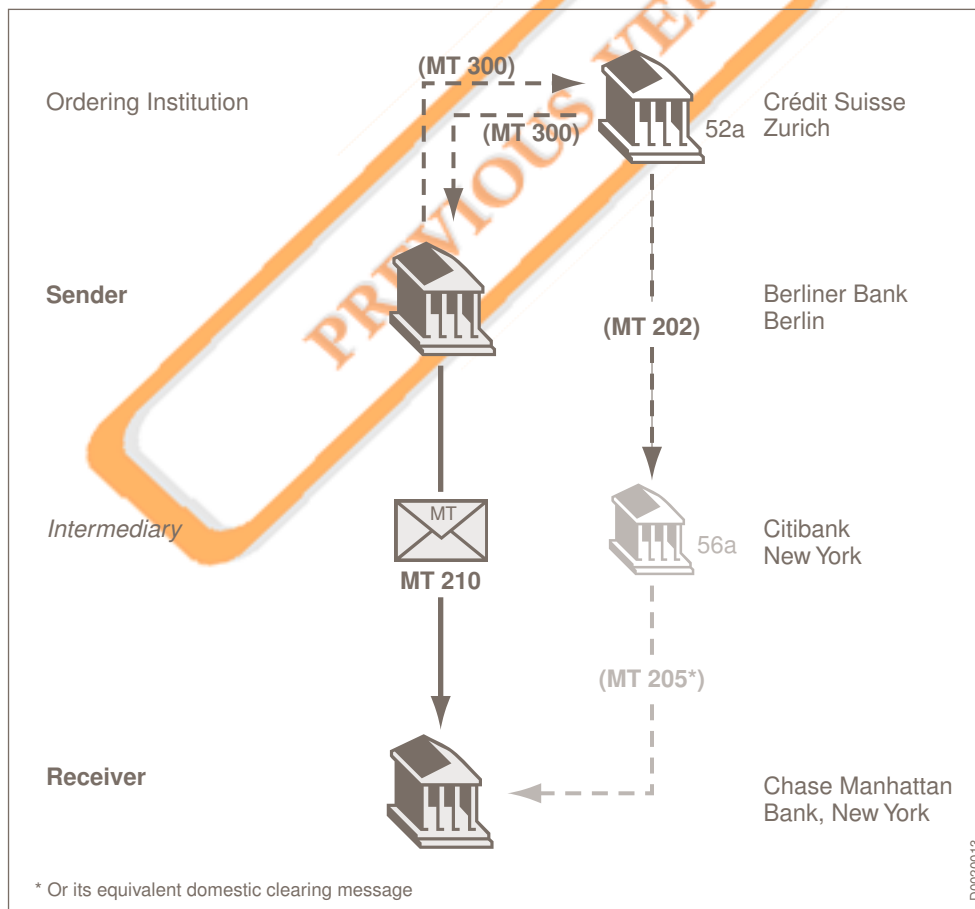 (MT 300)
Ordering Institution
Crédit Suisse
Zurich
52a
(MT 300)
PREVIOUS VER
Sender
Berliner Bank
Berlin
(MT 202)
Intermediary
MT
56a
Citibank
New York
MT 210
(MT 205*)
Receiver
Chase Manhattan
Bank, New York
* Or its equivalent domestic clearing message